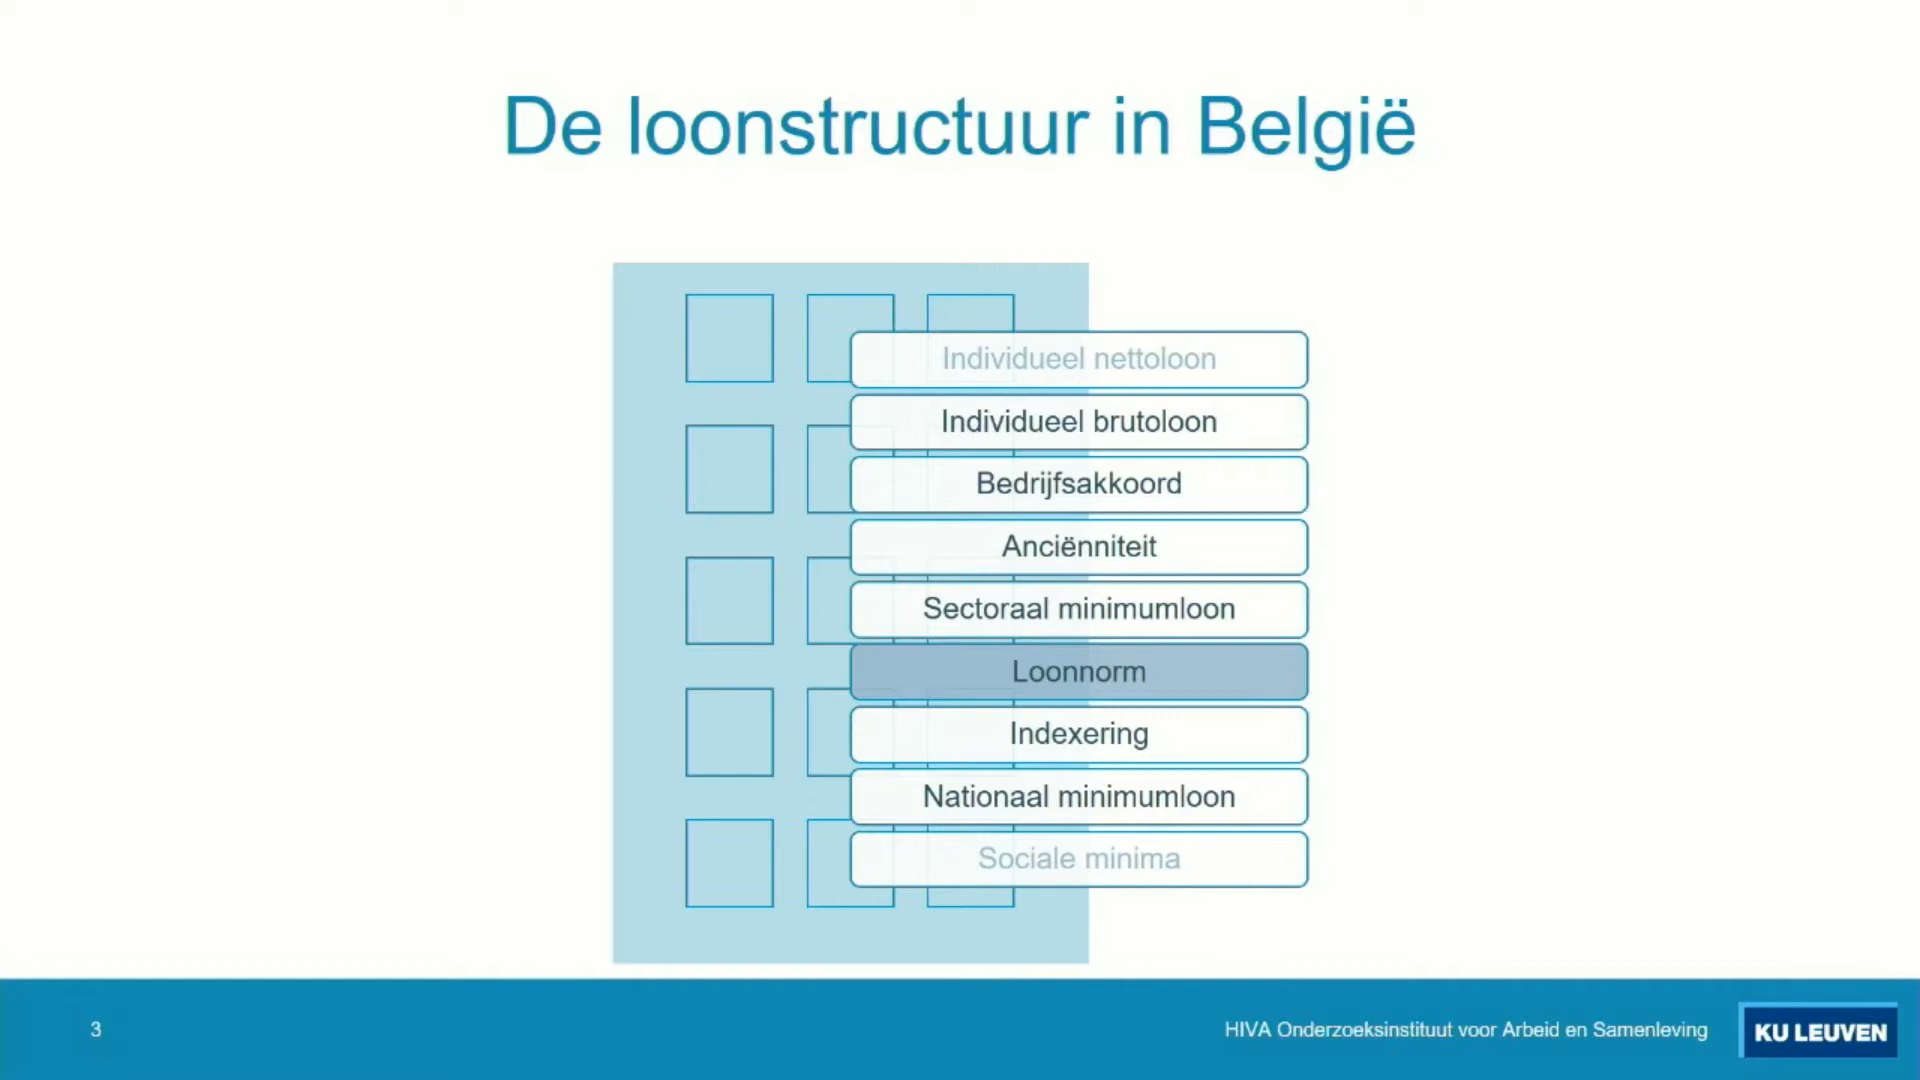 De loonstructuur in België
Individueel nettoloon
Individueel brutoloon
Bedrijfsakkoord
Anciënniteit
Sectoraal minimumloon
Loonnorm
Indexering
Nationaal minimumloon
Sociale minima
3
HIVA Onderzoeksinstituut voor Arbeid en Samenleving
KU LEUVEN